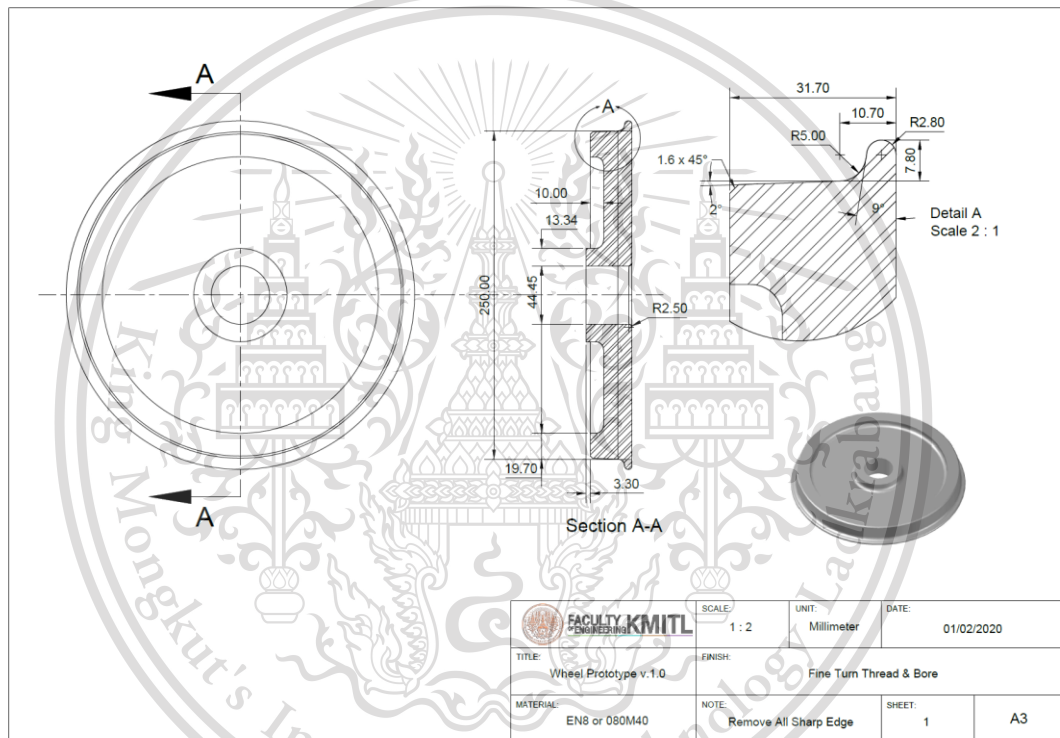 A
A
A
10.00
13.34
250.00
44.45
R2.50
19.70
3.30
Section A-A
31.70
10.70
R5.00
R2.80
7.80
1.6 x 45°
2°
9°
Detail A
Scale 2 : 1
King Mongkut's In
nology Ladkrabang
FACULTY OF ENGINEERING KMITL
SCALE:
1 : 2
UNIT:
Millimeter
DATE:
01/02/2020
TITLE:
Wheel Prototype v.1.0
FINISH:
Fine Turn Thread & Bore
MATERIAL:
EN8 or 080M40
NOTE:
Remove All Sharp Edge
SHEET:
1
A3